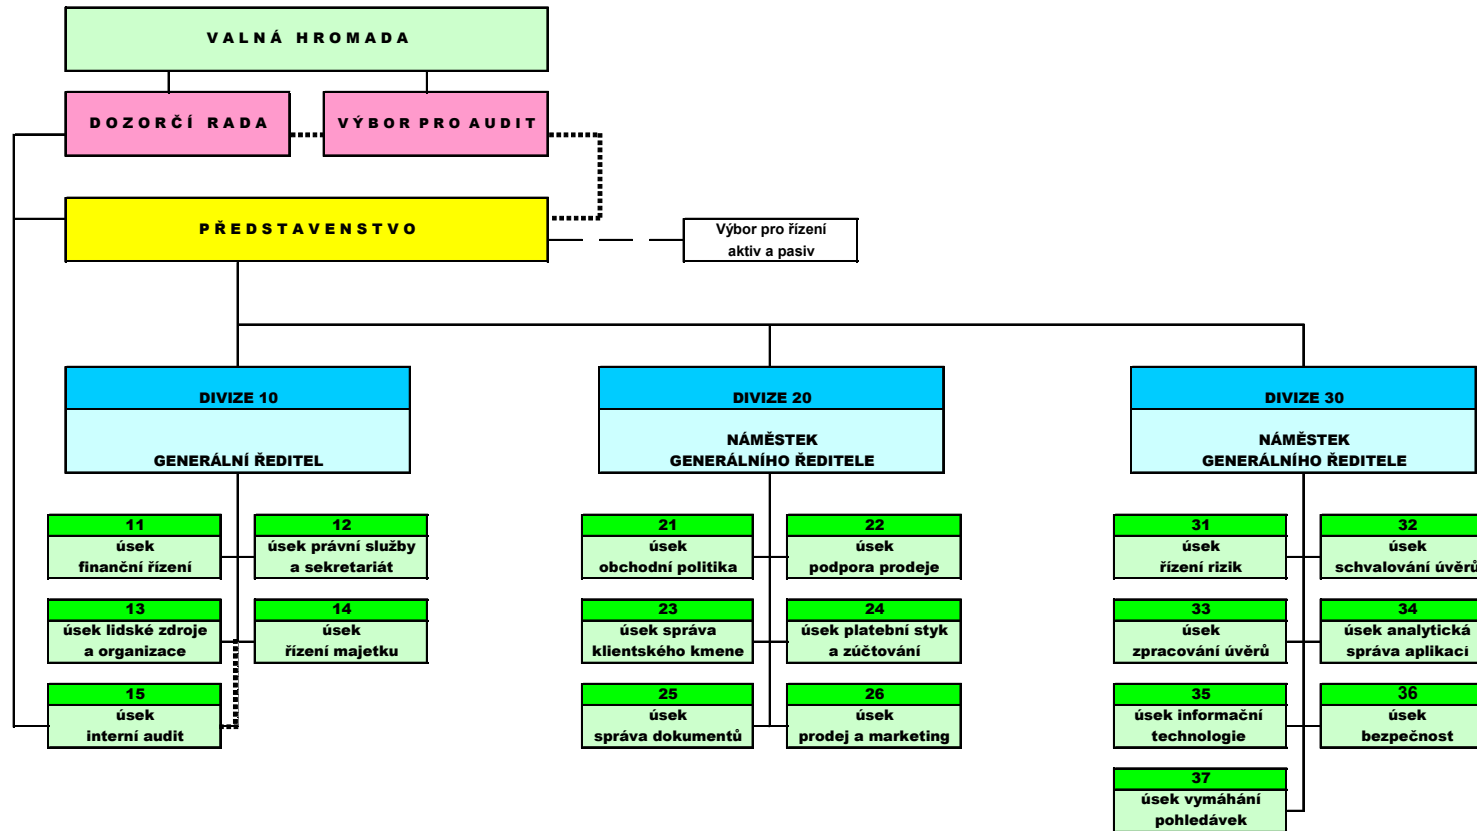 VALNÁ HROMADA
DOZORČÍ RADA
VÝBOR PRO AUDIT
PŘEDSTAVENSTVO
Výbor pro řízení
aktiv a pasiv
DIVIZE 10
GENERÁLNÍ ŘEDITEL
DIVIZE 20
NÁMĚSTEK
GENERÁLNÍHO ŘEDITELE
DIVIZE 30
NÁMĚSTEK
GENERÁLNÍHO ŘEDITELE
11
úsek
finanční řízení
12
úsek právní služby
a sekretariát
13
úsek lidské zdroje
a organizace
14
úsek
řízení majetku
15
úsek
interní audit
21
úsek
obchodní politika
22
úsek
podpora prodeje
23
úsek správa
klientského kmene
24
úsek platební styk
a zúčtování
25
úsek
správa dokumentů
26
úsek
prodej a marketing
31
úsek
řízení rizik
32
úsek
schvalování úvěrů
33
úsek
zpracování úvěrů
34
úsek analytická
správa aplikací
35
úsek informační
technologie
36
úsek
bezpečnost
37
úsek vymáhání
pohledávek